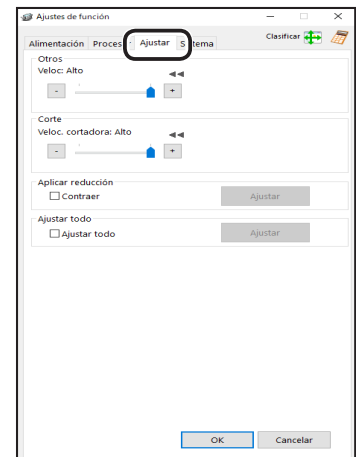 Ajustes de función
Clasificar
Alimentación Proces Ajustar S tema
Otros
Veloc: Alto
- +
Corte
Veloc. cortadora: Alto
- +
Aplicar reducción
Contraer Ajustar
Ajustar todo
Ajustar todo Ajustar
OK Cancelar